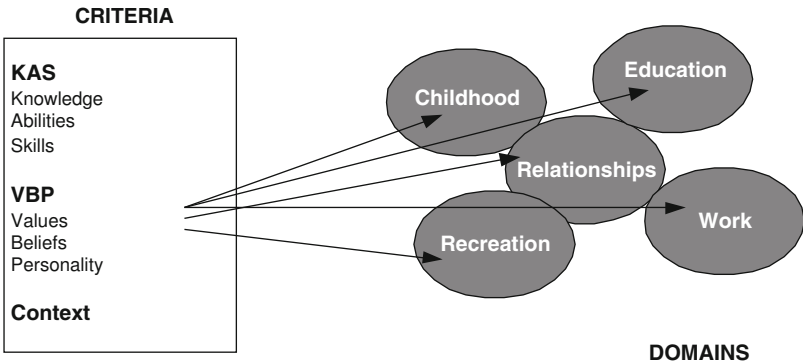 CRITERIA
KAS
Knowledge
Abilities
Skills
VBP
Values
Beliefs
Personality
Context
Childhood
Education
Relationships
Work
Recreation
DOMAINS